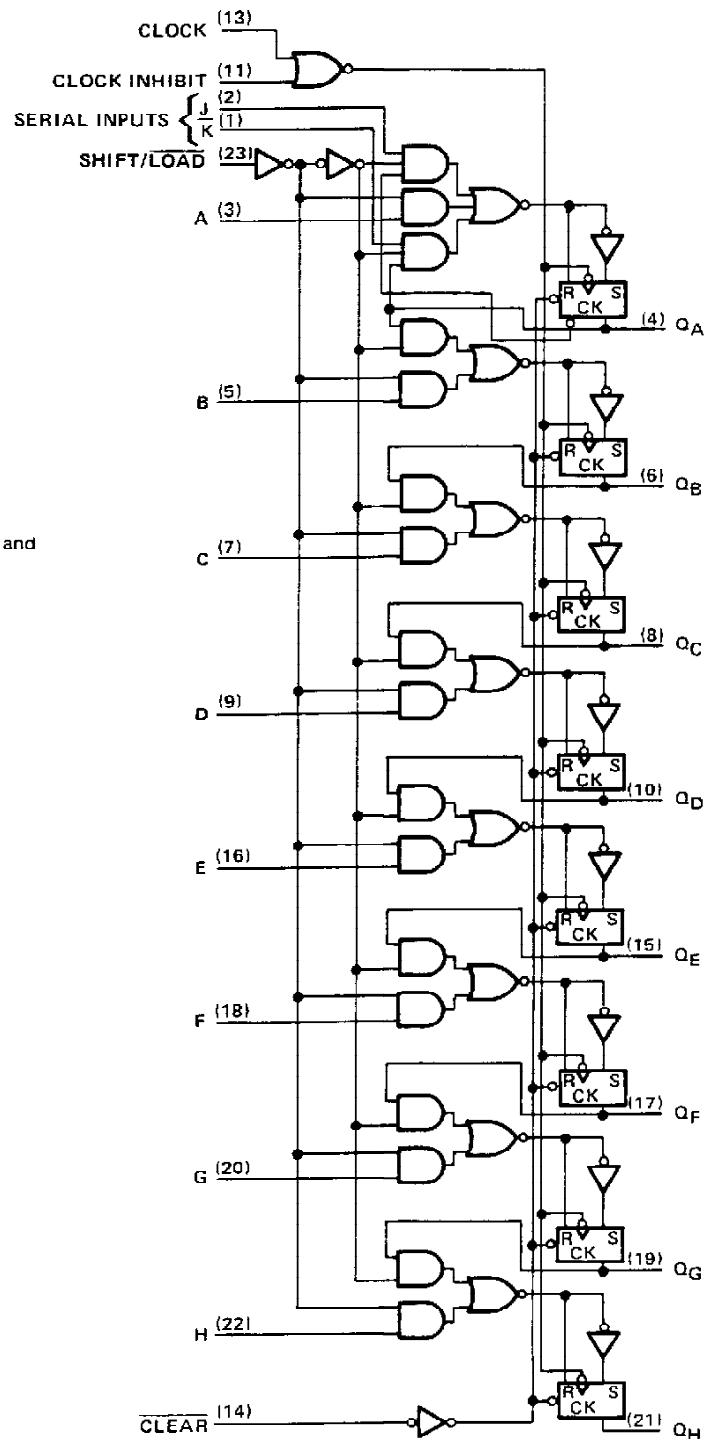 CLOCK (13)
CLOCK INHIBIT (11)
SERIAL INPUTS { J (2)
K̅ (1)
SHIFT/L̅O̅A̅D̅ (23)
A (3)
R CK S
(4) QA
B (5)
R CK S
(6) QB
and
C (7)
R CK S
(8) QC
D (9)
R CK S
(10) QD
E (16)
R CK S
(15) QE
F (18)
R CK S
(17) QF
G (20)
R CK S
(19) QG
H (22)
R CK S
C̅L̅E̅A̅R̅ (14)
(21) QH